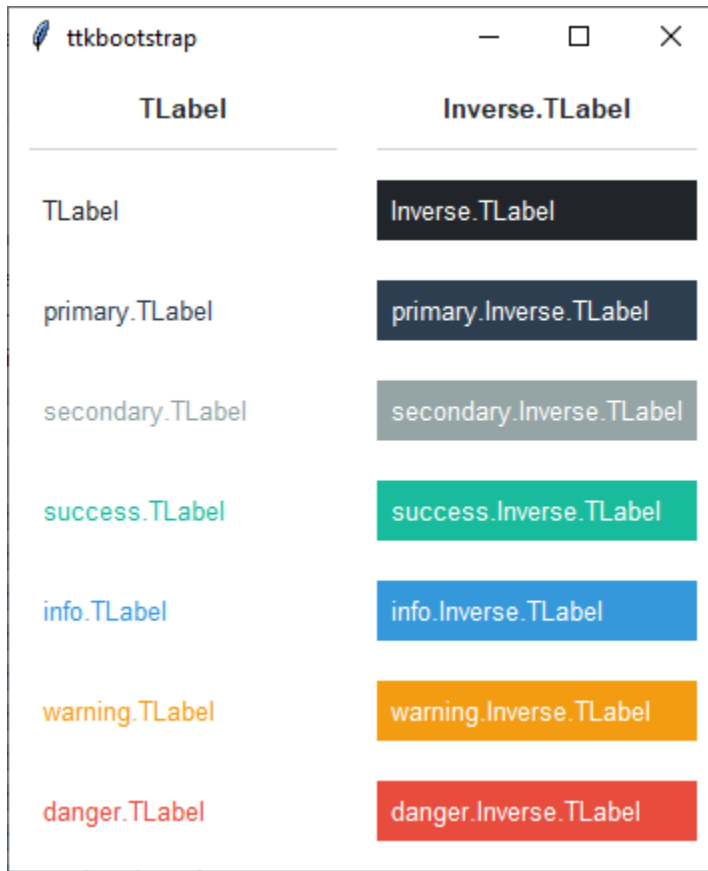 ttkbootstrap
TLabel Inverse.TLabel
TLabel Inverse.TLabel
primary.TLabel primary.Inverse.TLabel
secondary.TLabel secondary.Inverse.TLabel
success.TLabel success.Inverse.TLabel
info.TLabel info.Inverse.TLabel
warning.TLabel warning.Inverse.TLabel
danger.TLabel danger.Inverse.TLabel